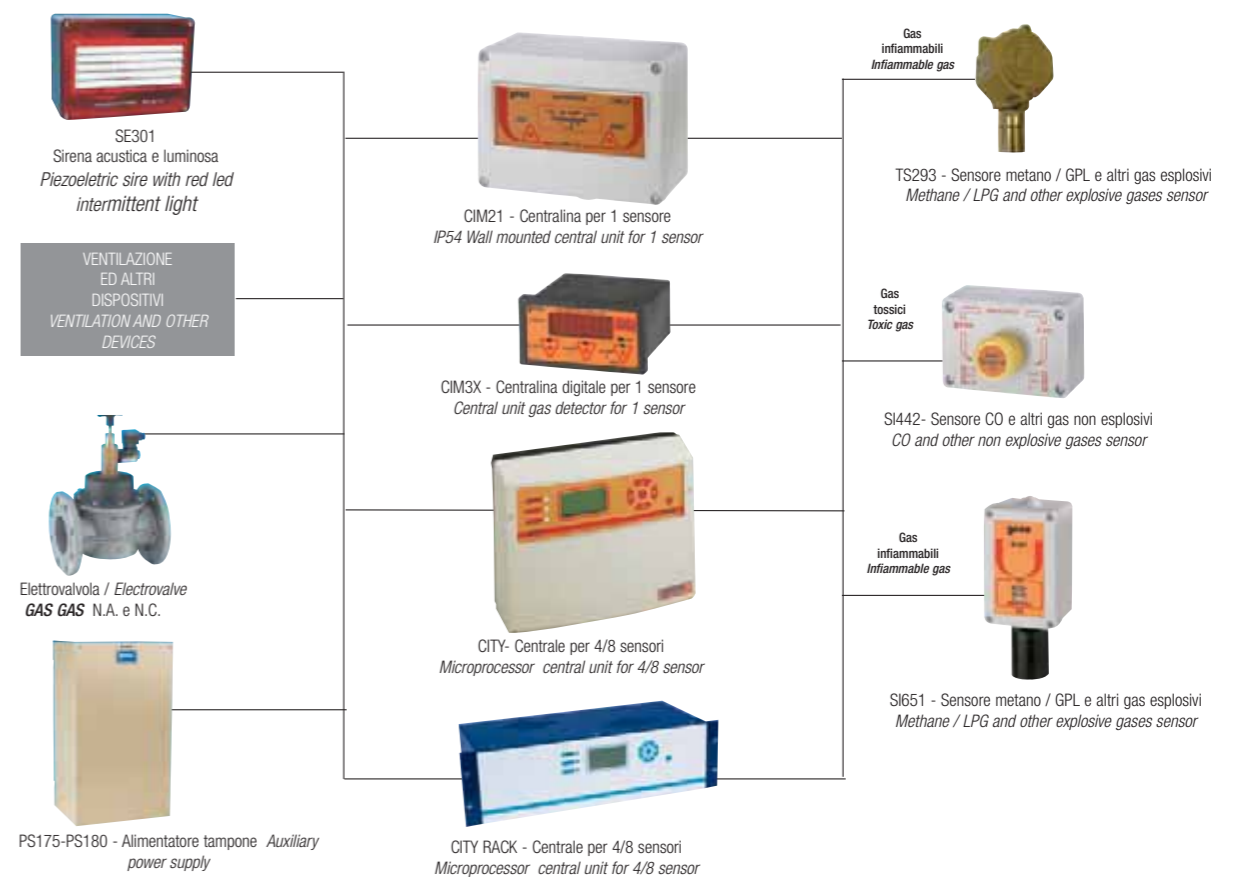 SE301
Sirena acustica e luminosa
Piezoeletric sire with red led
intermittent light
VENTILAZIONE
ED ALTRI
DISPOSITIVI
VENTILATION AND OTHER
DEVICES
Elettrovalvola / Electrovalve
GAS GAS N.A. e N.C.
PS175-PS180 - Alimentatore tampone Auxiliary
power supply
CIM21 - Centralina per 1 sensore
IP54 Wall mounted central unit for 1 sensor
CIM3X - Centralina digitale per 1 sensore
Central unit gas detector for 1 sensor
CITY- Centrale per 4/8 sensori
Microprocessor central unit for 4/8 sensor
CITY RACK - Centrale per 4/8 sensori
Microprocessor central unit for 4/8 sensor
Gas
infiammabili
Infiammable gas
TS293 - Sensore metano / GPL e altri gas esplosivi
Methane / LPG and other explosive gases sensor
Gas
tossici
Toxic gas
SI442- Sensore CO e altri gas non esplosivi
CO and other non explosive gases sensor
Gas
infiammabili
Infiammable gas
SI651 - Sensore metano / GPL e altri gas esplosivi
Methane / LPG and other explosive gases sensor